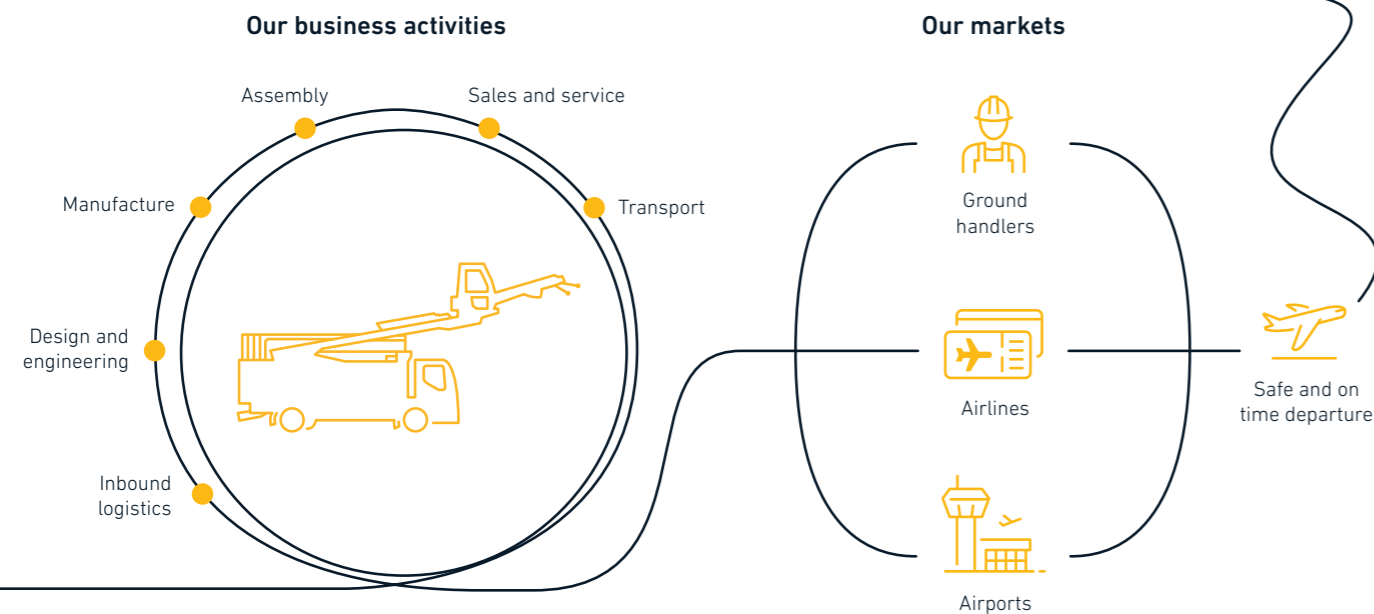 Our business activities
Assembly
Sales and service
Manufacture
Transport
Design and
engineering
Inbound
logistics
Our markets
Ground
handlers
Airlines
Airports
Safe and on
time departure